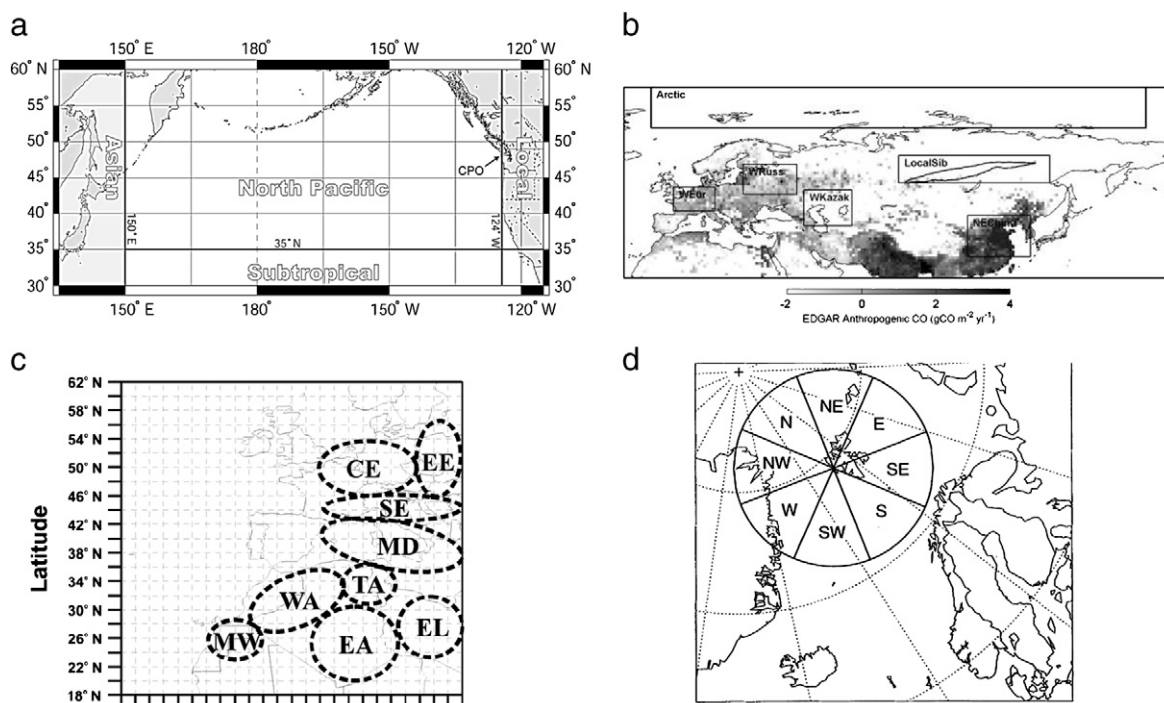 a
150° E 180° 150° W 120° W
60° N 60° N
55 55
50 50
45 45
40 40
35 35
30 30
Asian
North Pacific
Subtropical
Local
CPO
150°E
35°N
124°W
150° E 180° 150° W 120° W
b
Arctic
LocalSib
WRuss
WEur
WKazak
NEChina
-2 0 2 4
EDGAR Anthropogenic CO (gCO m-2 yr-1)
c
Latitude
62° N
58° N
54° N
50° N
46° N
42° N
38° N
34° N
30° N
26° N
22° N
18° N
CE EE
SE
MD
WA TA
MW EA EL
d
N NE E
NW SE
W SW S